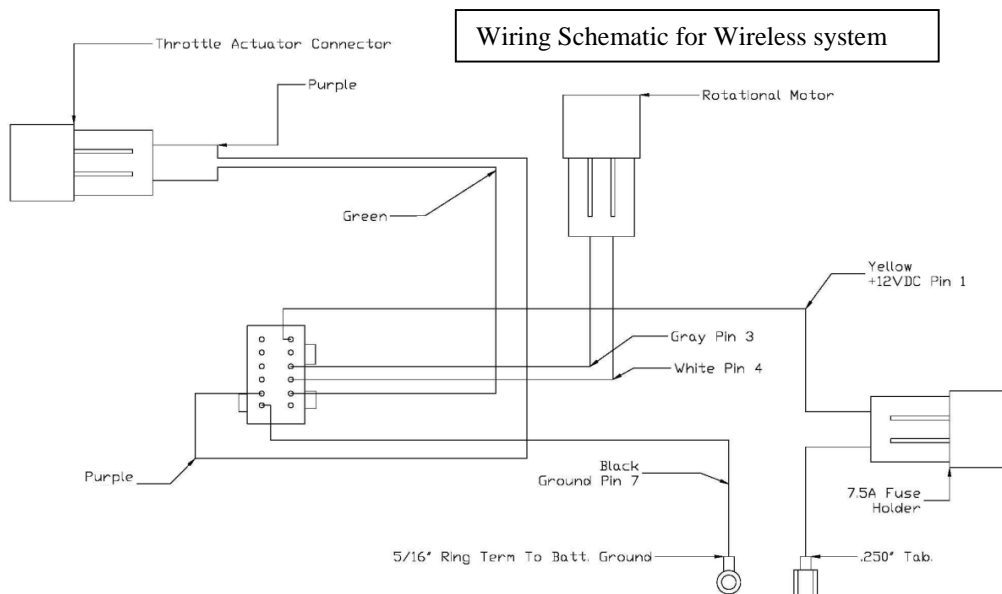 Wiring Schematic for Wireless system
Throttle Actuator Connector
Purple
Rotational Motor
Green
Yellow
+12VDC Pin 1
Gray Pin 3
White Pin 4
Purple
Black
Ground Pin 7
7.5A Fuse
Holder
5/16" Ring Term To Batt. Ground
.250" Tab.